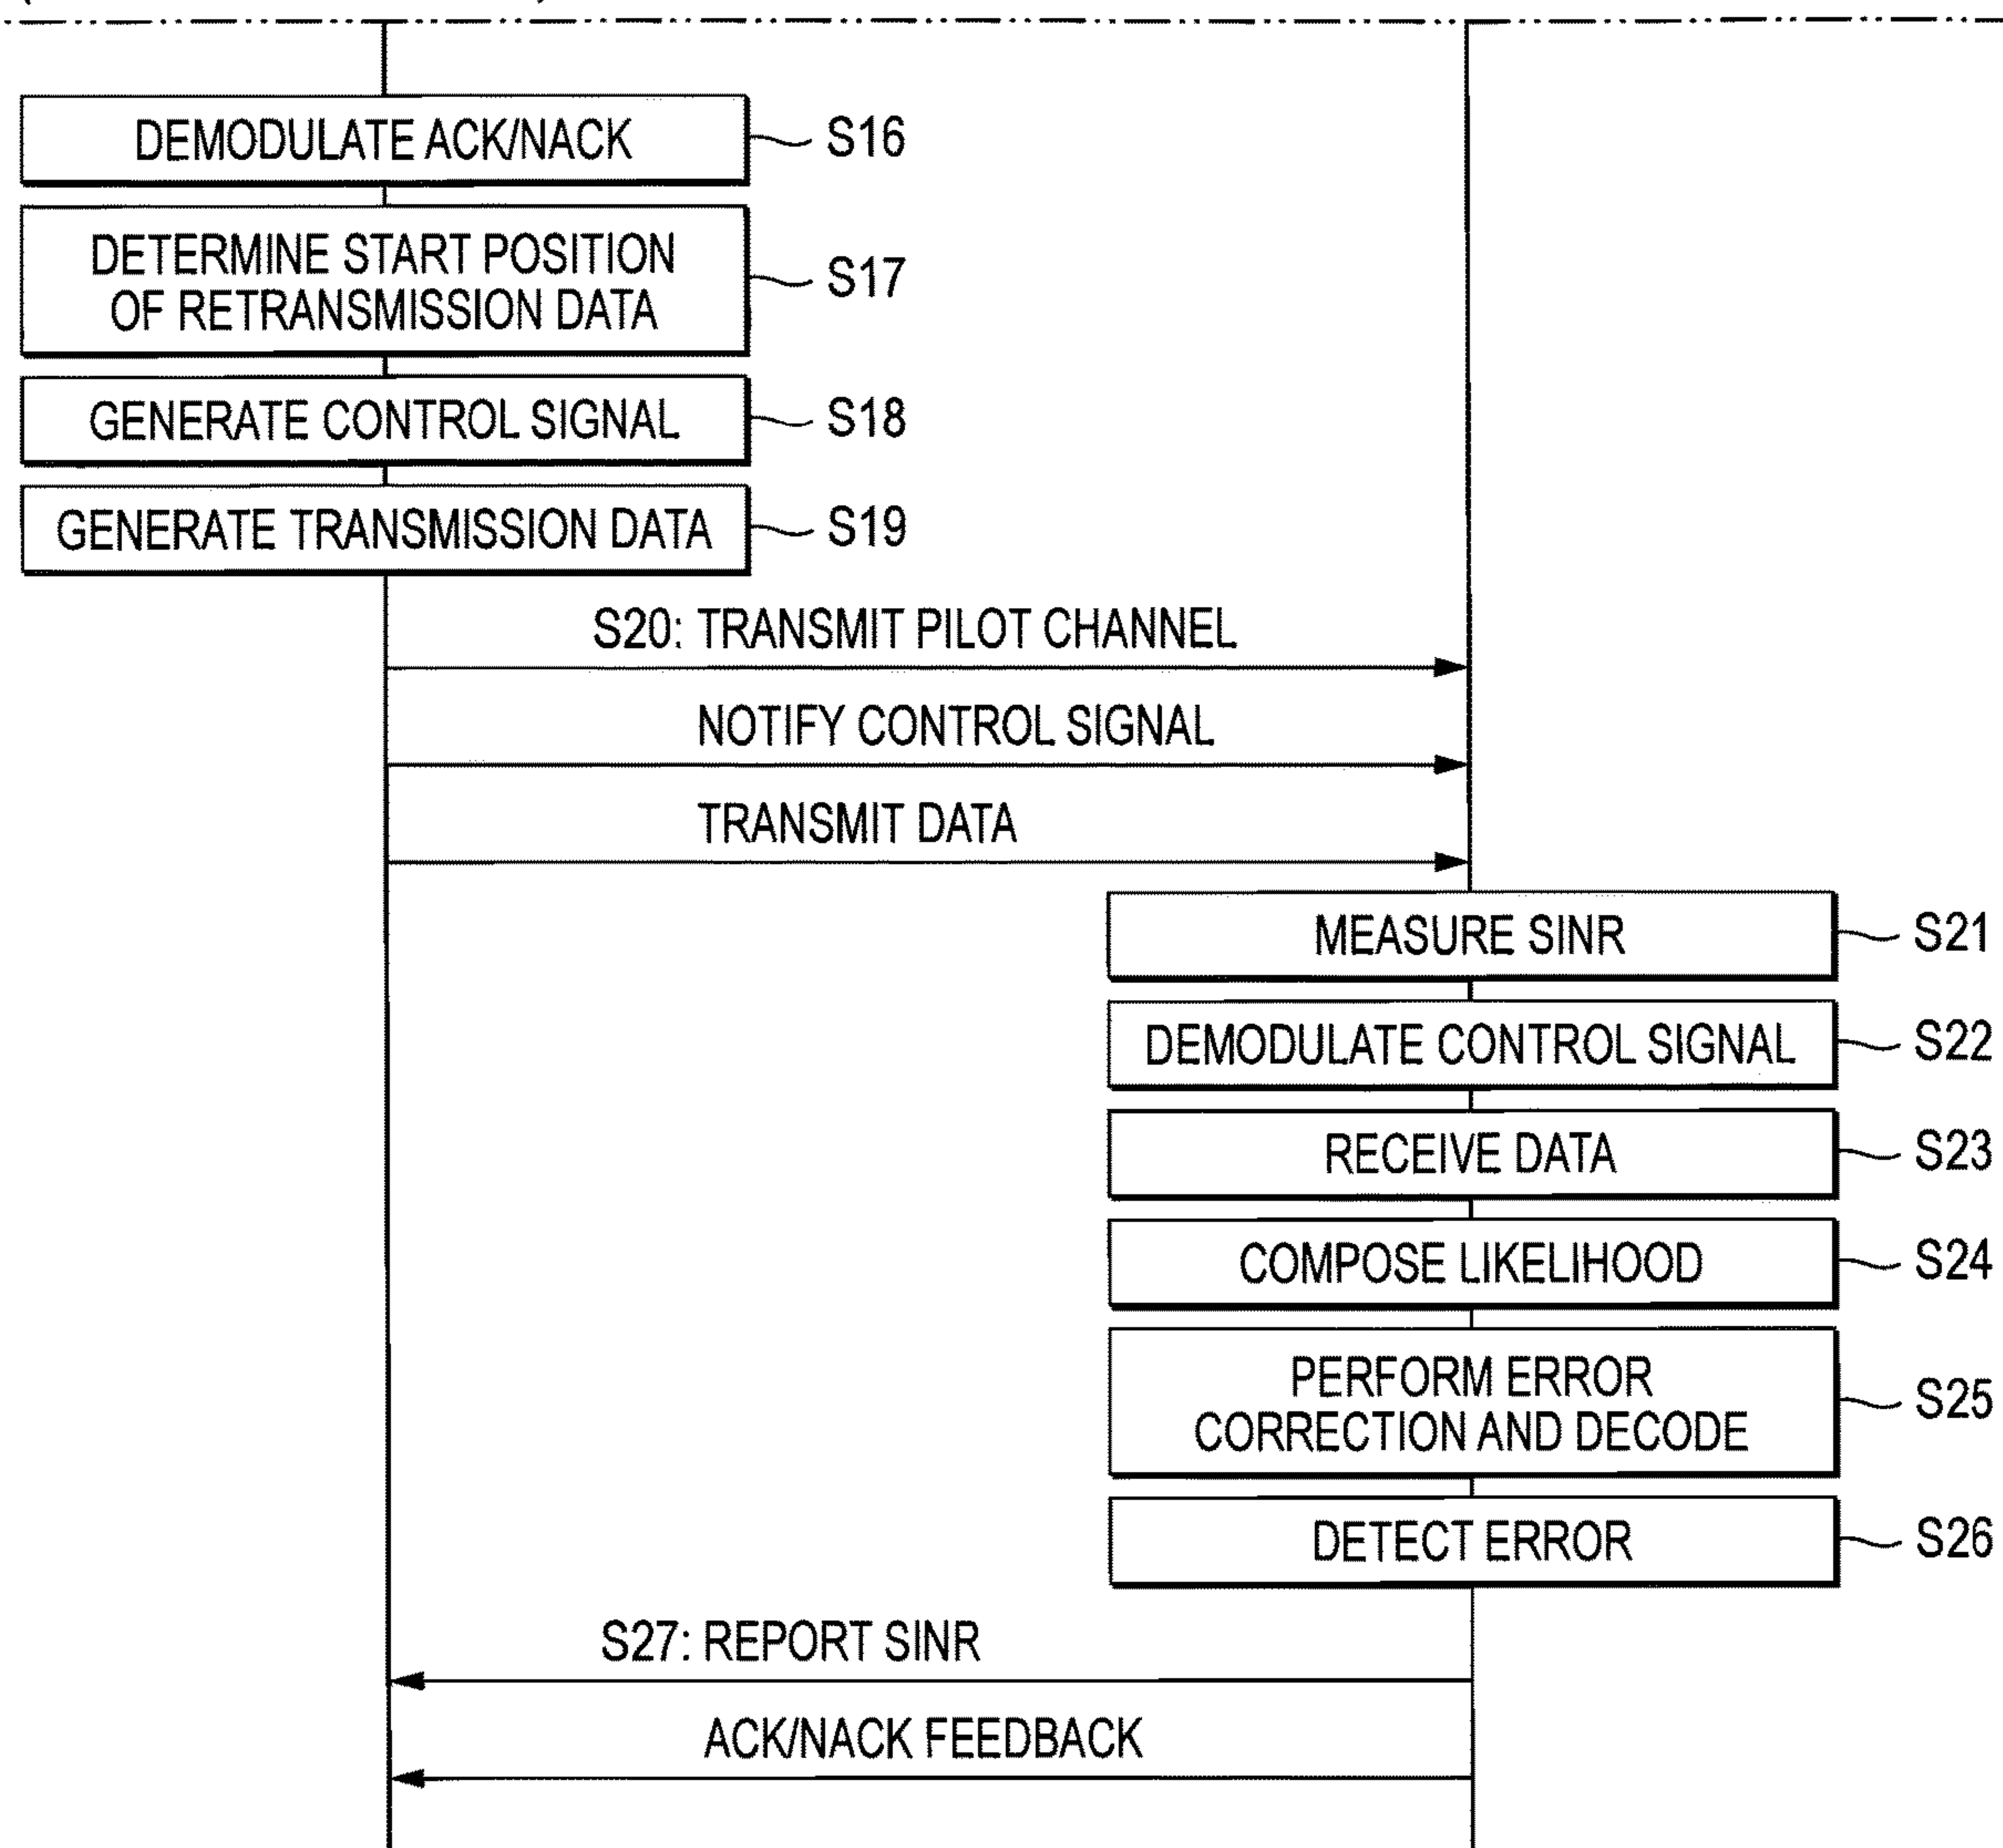 DEMODULATE ACK/NACK
S16
DETERMINE START POSITION
OF RETRANSMISSION DATA
S17
GENERATE CONTROL SIGNAL
S18
GENERATE TRANSMISSION DATA
S19
S20: TRANSMIT PILOT CHANNEL
NOTIFY CONTROL SIGNAL
TRANSMIT DATA
MEASURE SINR
S21
DEMODULATE CONTROL SIGNAL
S22
RECEIVE DATA
S23
COMPOSE LIKELIHOOD
S24
PERFORM ERROR
CORRECTION AND DECODE
S25
DETECT ERROR
S26
S27: REPORT SINR
ACK/NACK FEEDBACK